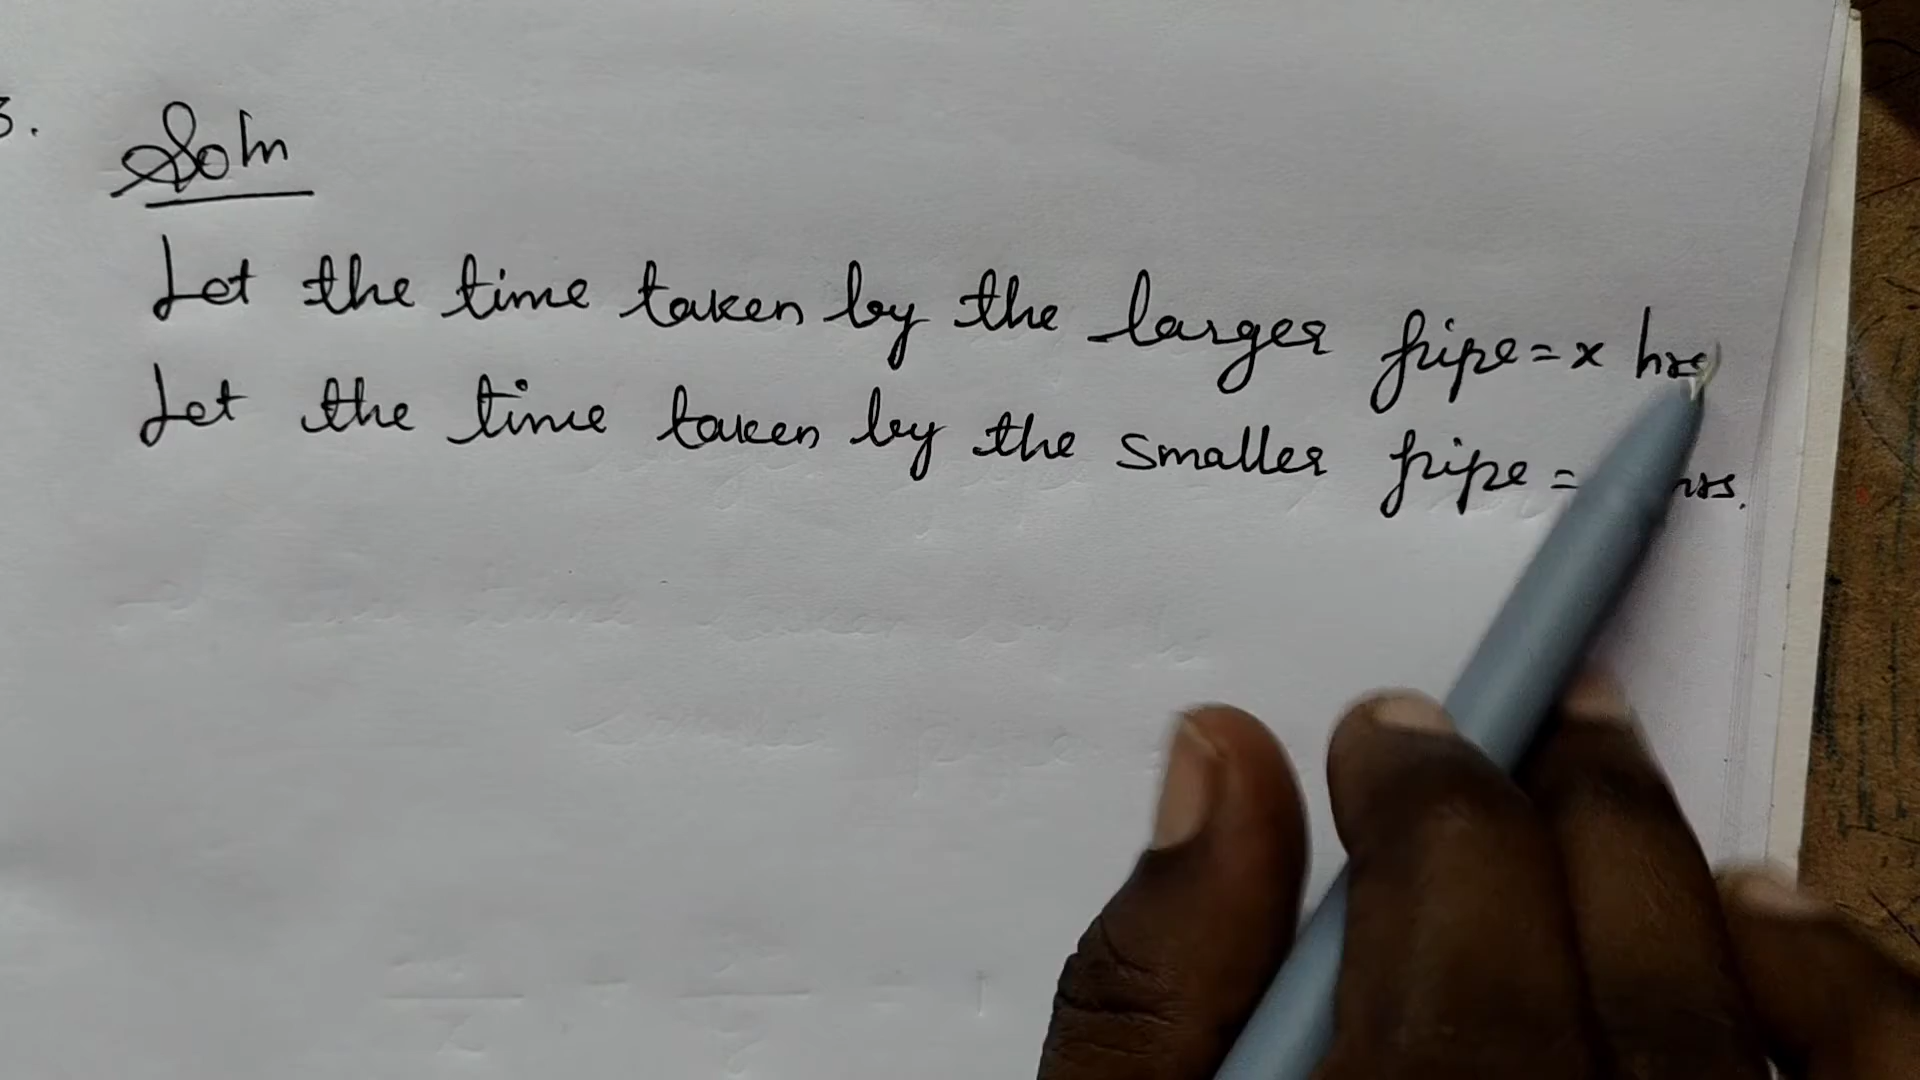 3.
Soln
Let the time taken by the larger pipe = x hrs
Let the time taken by the smaller pipe = hrs.